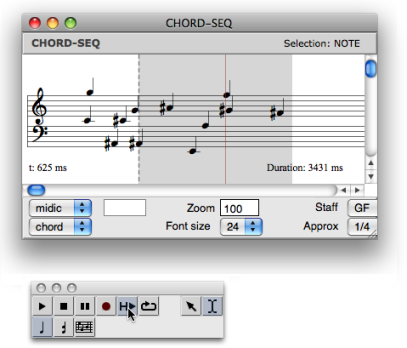 CHORD-SEQ
CHORD-SEQ Selection: NOTE
t: 625 ms Duration: 3431 ms
midic Zoom 100 Staff GF
chord Font size 24 Approx 1/4
H